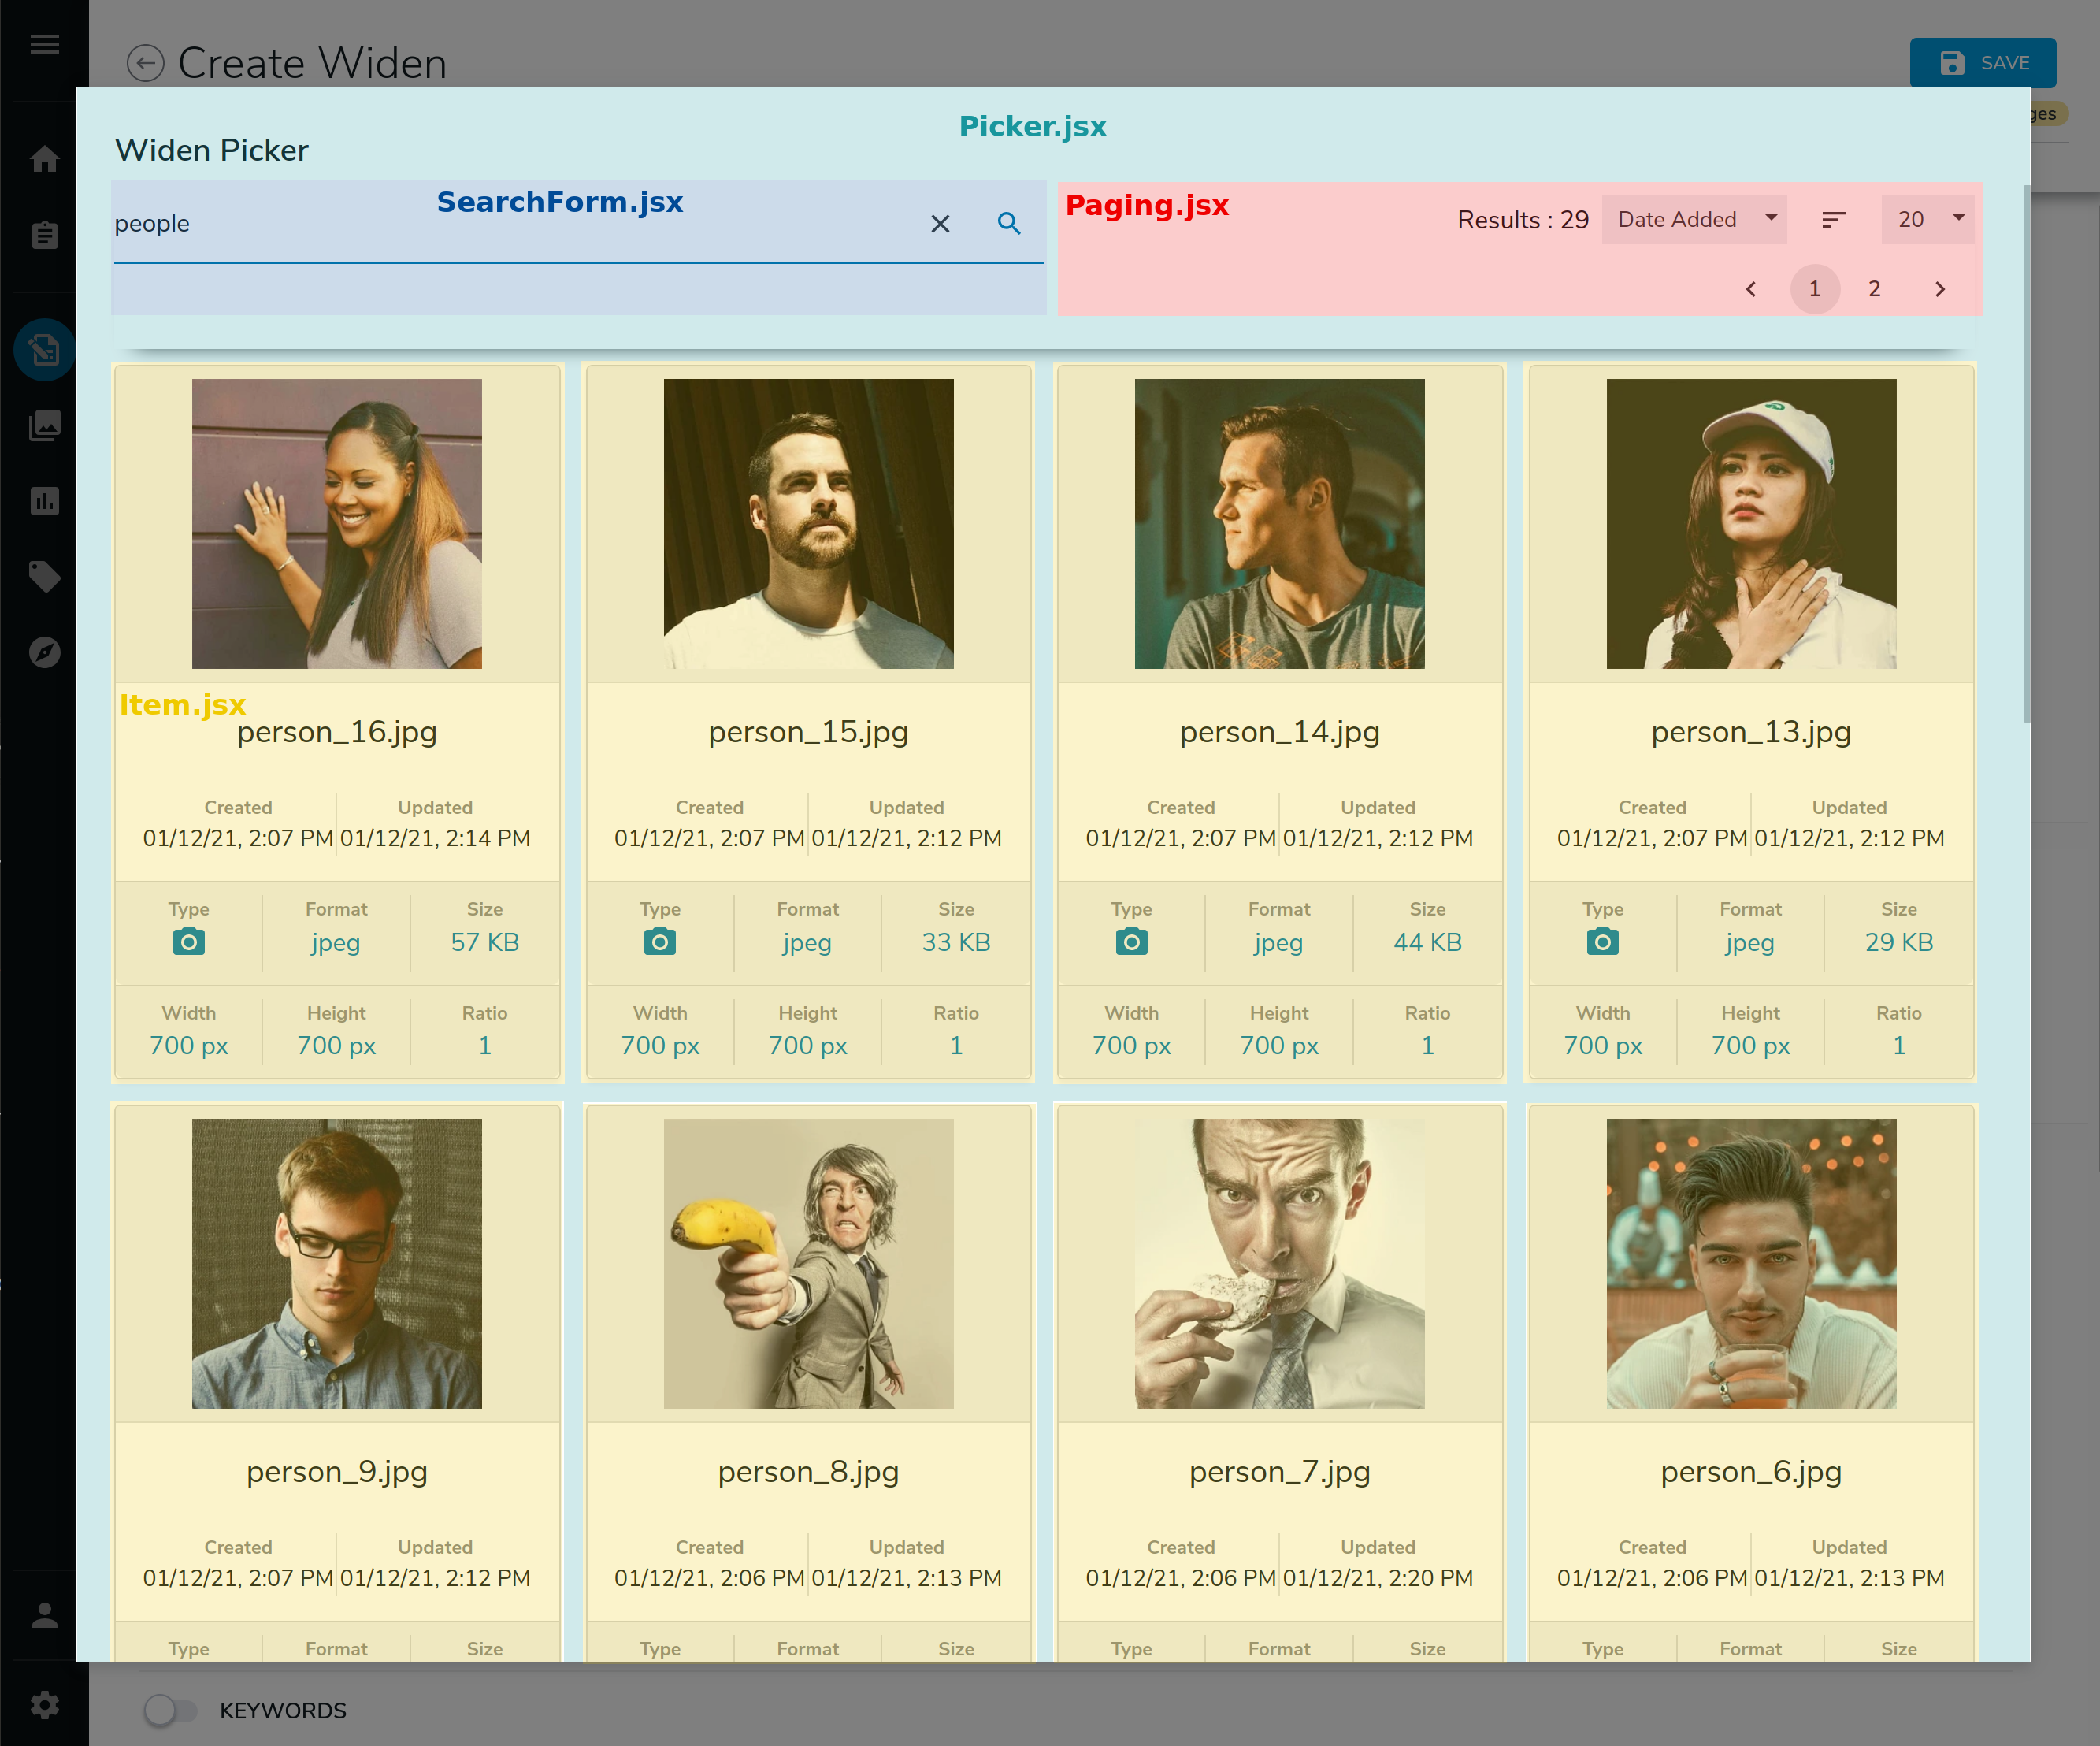 Create Widen
SAVE
ges
Picker.jsx
Widen Picker
SearchForm.jsx
people
Paging.jsx
Results : 29
Date Added
20
1
2
Item.jsx
person_16.jpg
Created Updated
01/12/21, 2:07 PM 01/12/21, 2:14 PM
Type Format Size
jpeg 57 KB
Width Height Ratio
700 px 700 px 1
person_15.jpg
Created Updated
01/12/21, 2:07 PM 01/12/21, 2:12 PM
Type Format Size
jpeg 33 KB
Width Height Ratio
700 px 700 px 1
person_14.jpg
Created Updated
01/12/21, 2:07 PM 01/12/21, 2:12 PM
Type Format Size
jpeg 44 KB
Width Height Ratio
700 px 700 px 1
person_13.jpg
Created Updated
01/12/21, 2:07 PM 01/12/21, 2:12 PM
Type Format Size
jpeg 29 KB
Width Height Ratio
700 px 700 px 1
person_9.jpg
Created Updated
01/12/21, 2:07 PM 01/12/21, 2:12 PM
Type Format Size
person_8.jpg
Created Updated
01/12/21, 2:06 PM 01/12/21, 2:13 PM
Type Format Size
person_7.jpg
Created Updated
01/12/21, 2:06 PM 01/12/21, 2:20 PM
Type Format Size
person_6.jpg
Created Updated
01/12/21, 2:06 PM 01/12/21, 2:13 PM
Type Format Size
KEYWORDS